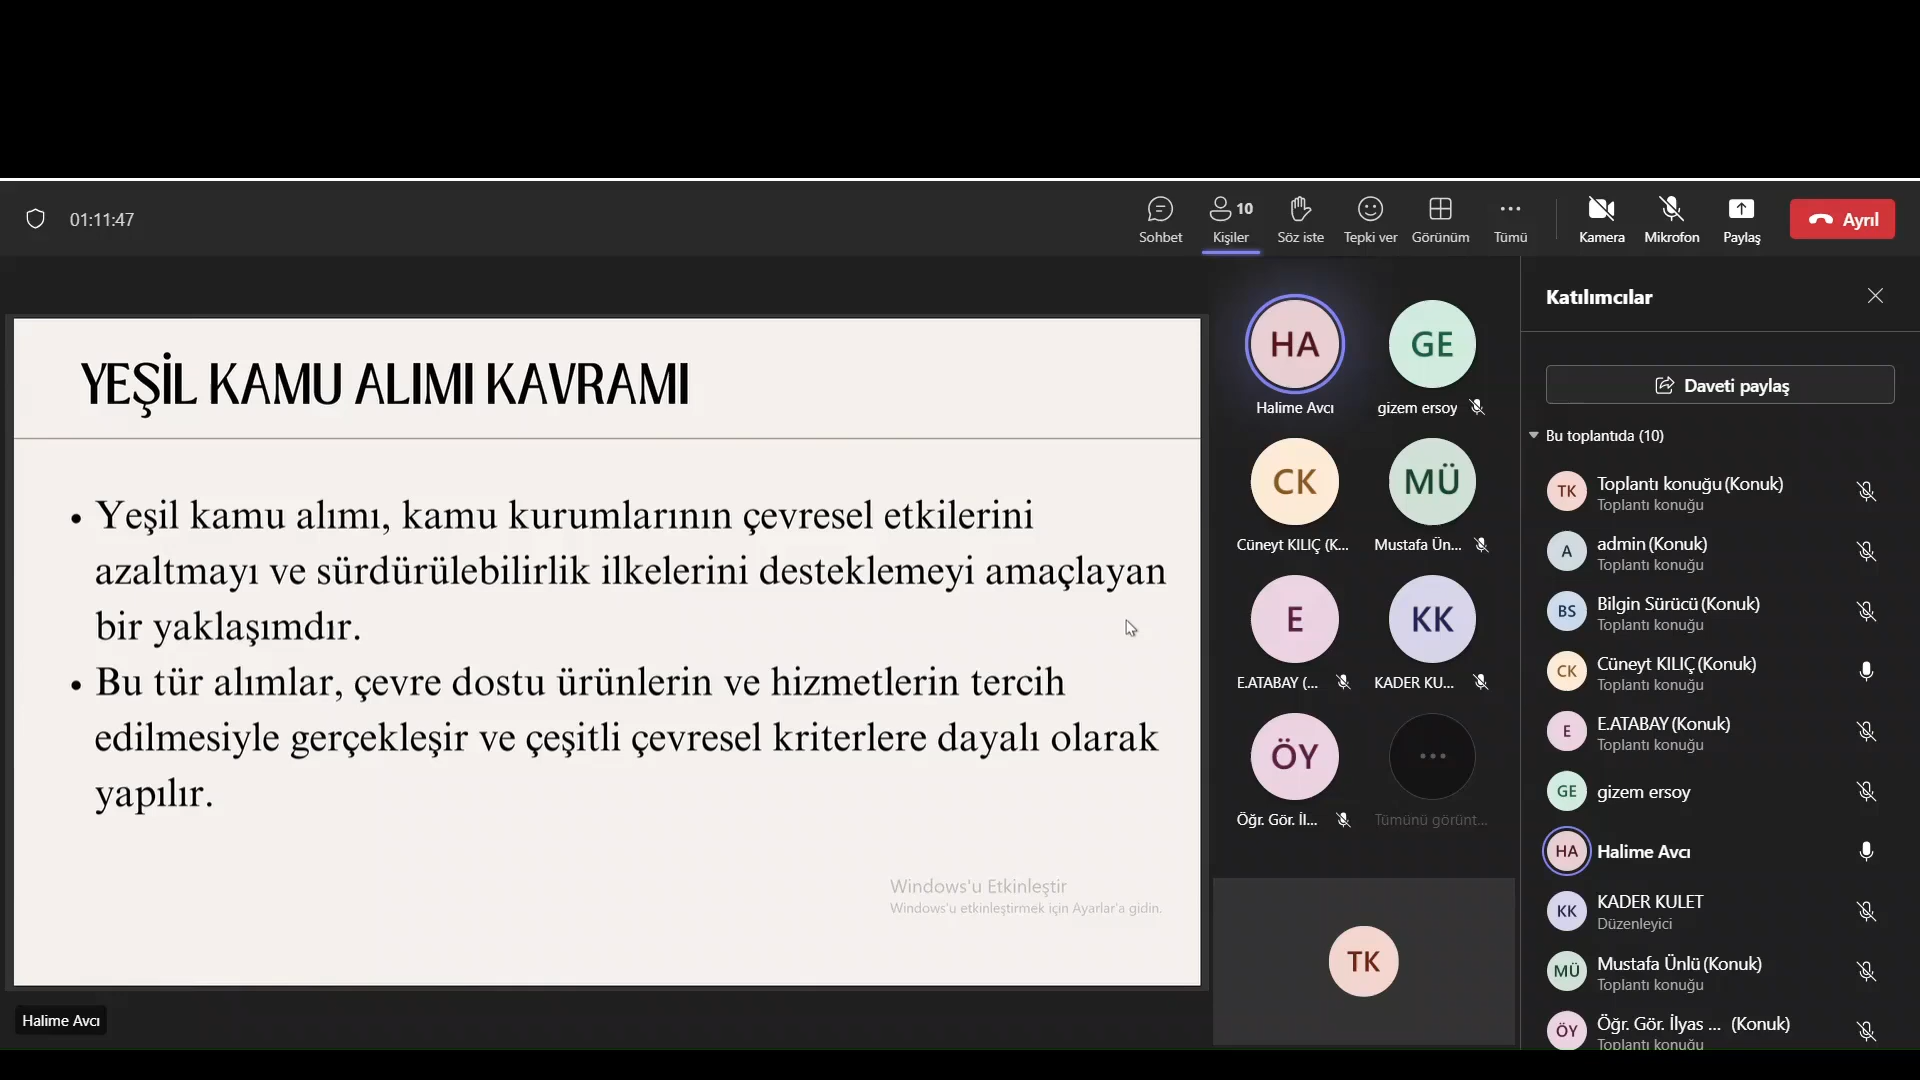 01:11:47
10
Sohbet
Kişiler
Söz iste
Tepki ver
Görünüm
Tümü
Kamera
Mikrofon
Paylaş
Ayrıl
YEŞİL KAMU ALIMI KAVRAMI
• Yeşil kamu alımı, kamu kurumlarının çevresel etkilerini
azaltmayı ve sürdürülebilirlik ilkelerini desteklemeyi amaçlayan
bir yaklaşımdır.
• Bu tür alımlar, çevre dostu ürünlerin ve hizmetlerin tercih
edilmesiyle gerçekleşir ve çeşitli çevresel kriterlere dayalı olarak
yapılır.
Windows'u Etkinleştir
Windows'u etkinleştirmek için Ayarlar'a gidin.
Halime Avcı
HA
Halime Avcı
GE
gizem ersoy
CK
Cüneyt KILIÇ (K...
MÜ
Mustafa Ün...
E
E.ATABAY (...
KK
KADER KU...
ÖY
Öğr. Gör. İl...
...
Tümünü görünt...
TK
Katılımcılar
Daveti paylaş
Bu toplantıda (10)
TK
Toplantı konuğu (Konuk)
Toplantı konuğu
A
admin (Konuk)
Toplantı konuğu
BS
Bilgin Sürücü (Konuk)
Toplantı konuğu
CK
Cüneyt KILIÇ (Konuk)
Toplantı konuğu
E
E.ATABAY (Konuk)
Toplantı konuğu
GE
gizem ersoy
HA
Halime Avcı
KK
KADER KULET
Düzenleyici
MÜ
Mustafa Ünlü (Konuk)
Toplantı konuğu
ÖY
Öğr. Gör. İlyas ... (Konuk)
Toplantı konuğu